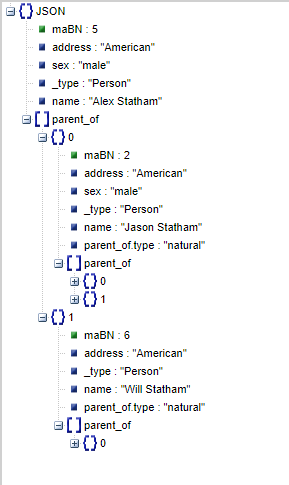 JSON
maBN : 5
address : "American"
sex : "male"
_type : "Person"
name : "Alex Statham"
parent_of
0
maBN : 2
address : "American"
sex : "male"
_type : "Person"
name : "Jason Statham"
parent_of.type : "natural"
parent_of
0
1
1
maBN : 6
address : "American"
_type : "Person"
name : "Will Statham"
parent_of.type : "natural"
parent_of
0